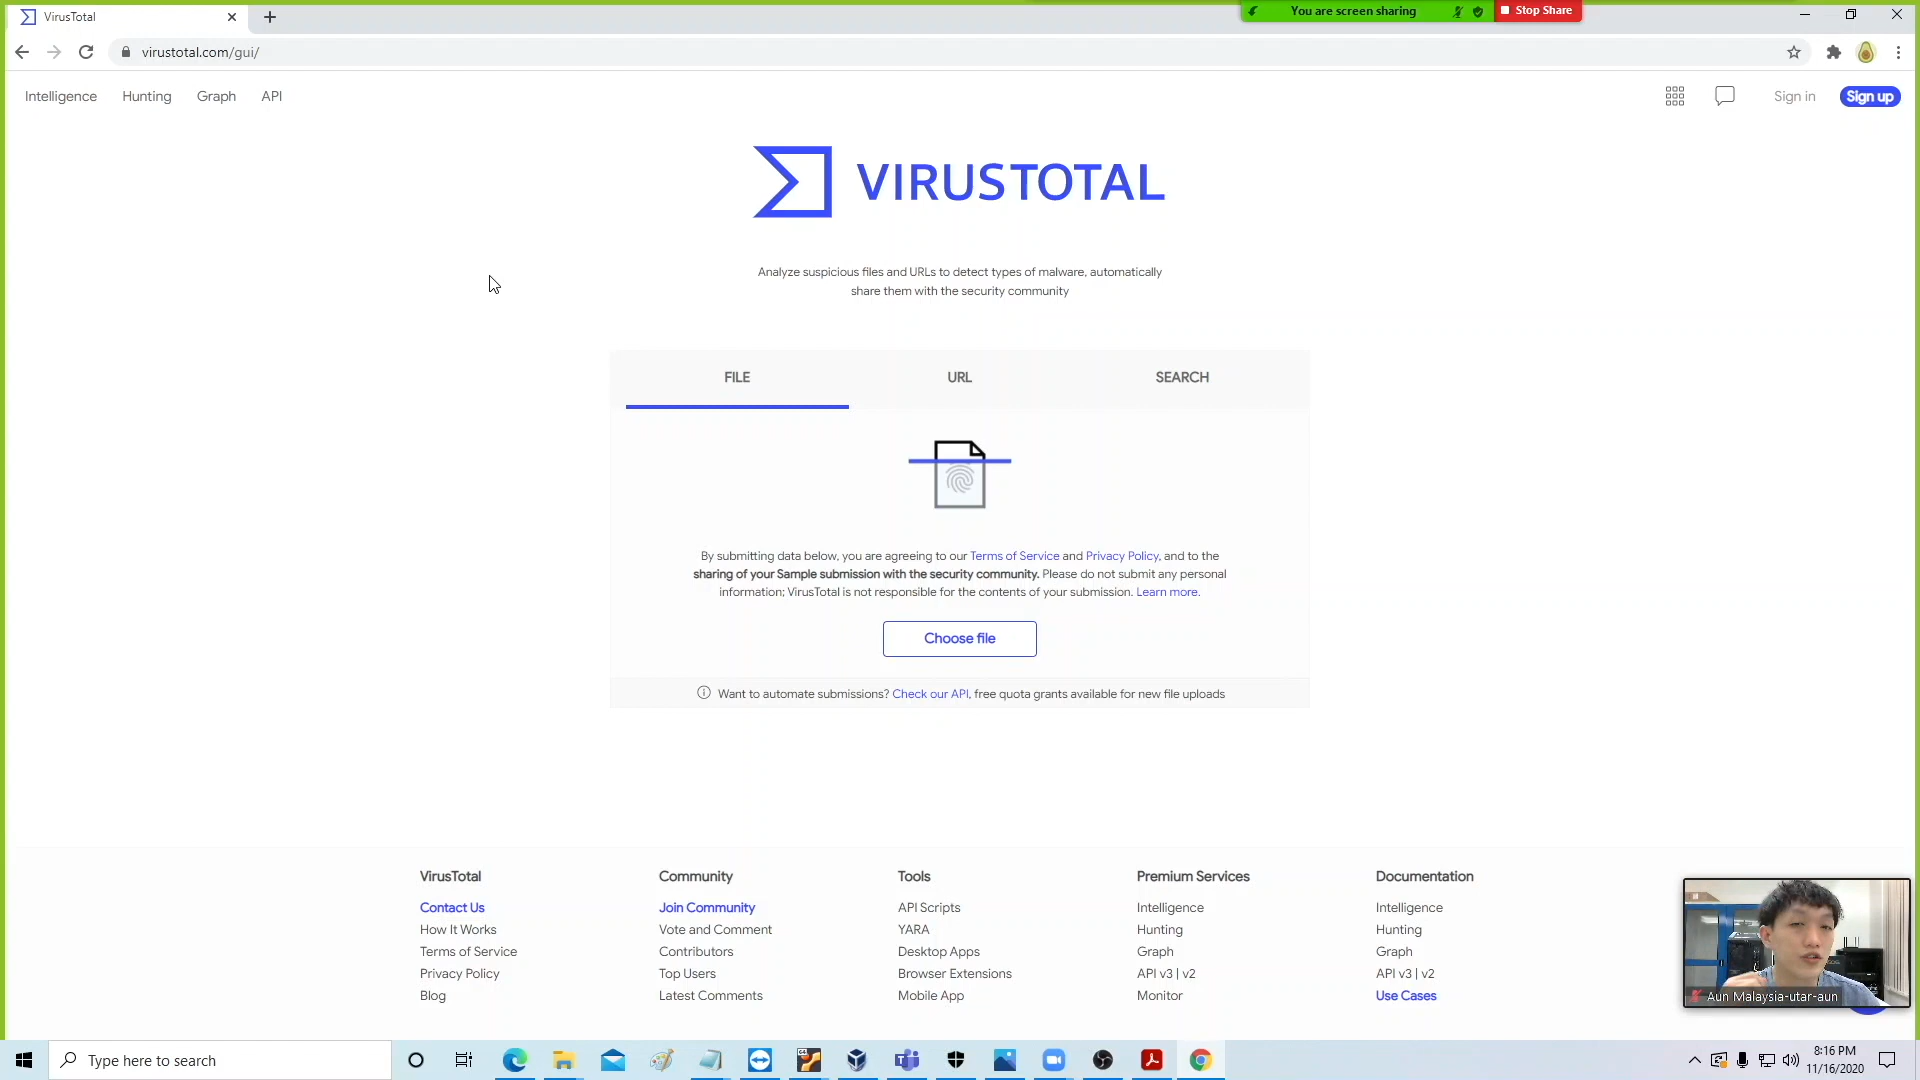 VirusTotal
You are screen sharing
Stop Share
virustotal.com/gui/
Intelligence
Hunting
Graph
API
Sign in
Sign up
VIRUSTOTAL
Analyze suspicious files and URLs to detect types of malware, automatically
share them with the security community
FILE
URL
SEARCH
By submitting data below, you are agreeing to our Terms of Service and Privacy Policy, and to the
sharing of your Sample submission with the security community. Please do not submit any personal
information; VirusTotal is not responsible for the contents of your submission. Learn more.
Choose file
Want to automate submissions? Check our API, free quota grants available for new file uploads
VirusTotal
Contact Us
How It Works
Terms of Service
Privacy Policy
Blog
Community
Join Community
Vote and Comment
Contributors
Top Users
Latest Comments
Tools
API Scripts
YARA
Desktop Apps
Browser Extensions
Mobile App
Premium Services
Intelligence
Hunting
Graph
API v3 | v2
Monitor
Documentation
Intelligence
Hunting
Graph
API v3 | v2
Use Cases
Aun Malaysia-utar-aun
Type here to search
8:16 PM
11/16/2020